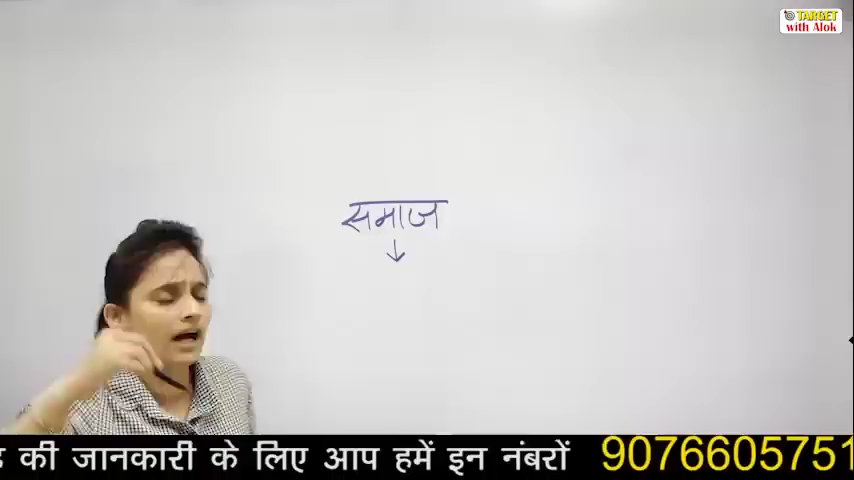 TARGET
with Alok
समाज
की जानकारी के लिए आप हमें इन नंबरों 9076605751